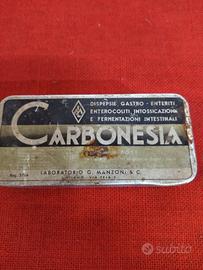 DISPEPSIE GASTRO-ENTERITI
ENTEROCOLITI INTOSSICAZIONI
E FERMENTAZIONI INTESTINALI
CARBONESIA
LABORATORIO G. MANZONI & C.
subito